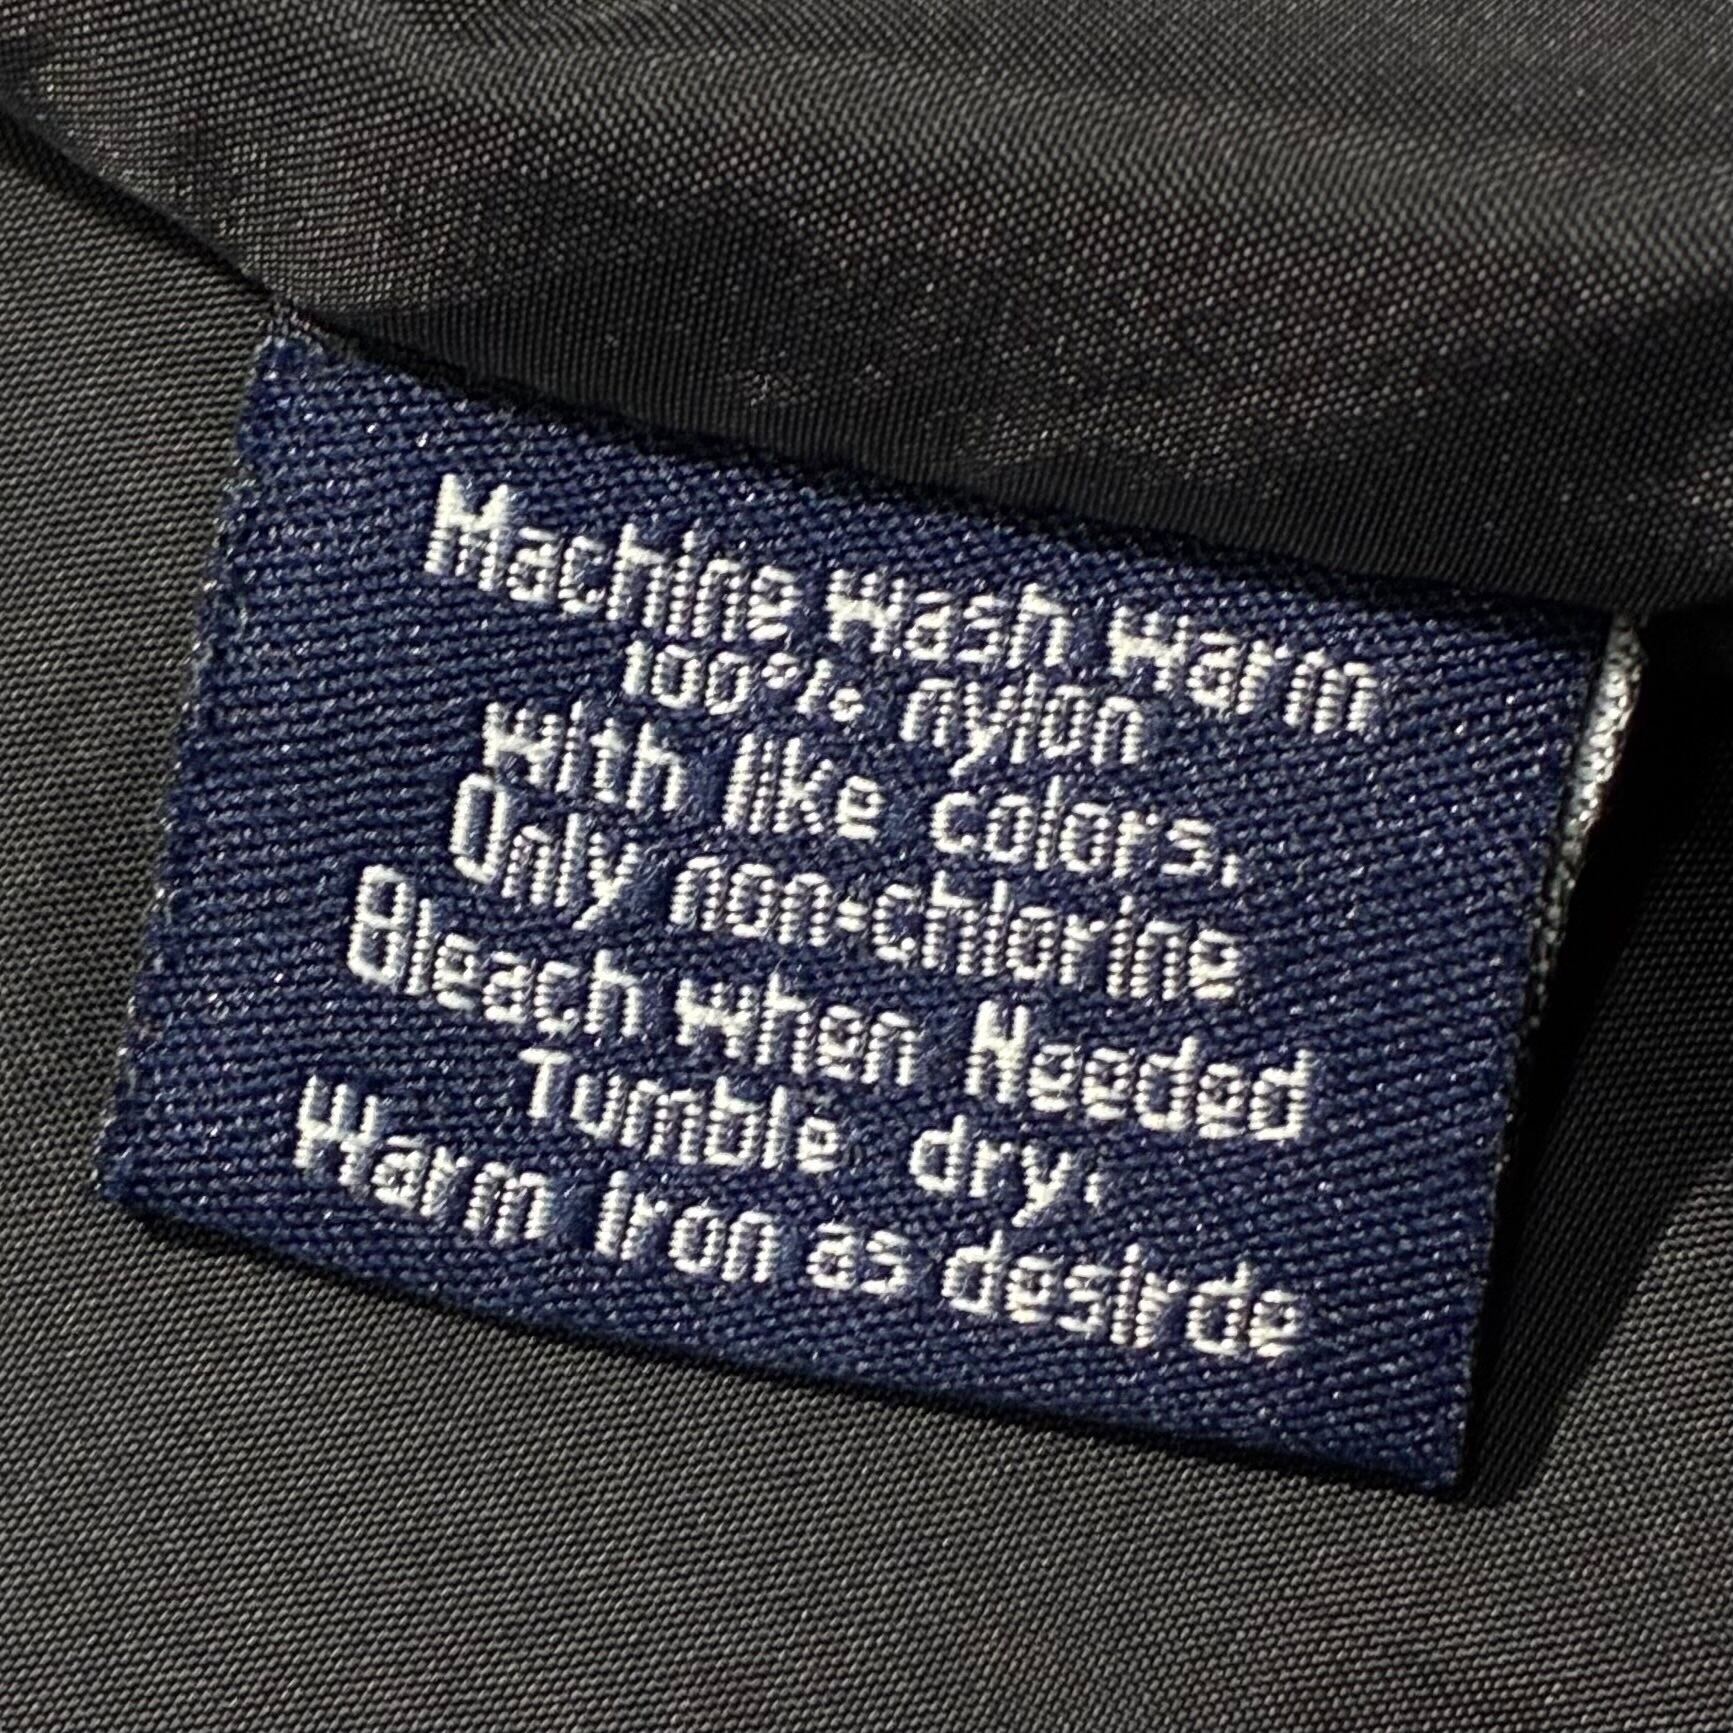 Machine wash warm
100% nylon
with like colors,
Only non-chlorine
Bleach when Needed
Tumble dry,
Warm Iron as desirde